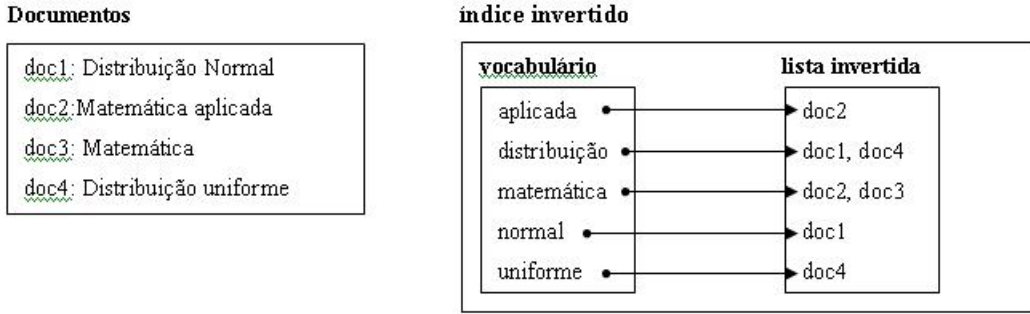 Documentos
doc1: Distribuição Normal
doc2:Matemática aplicada
doc3: Matemática
doc4: Distribuição uniforme
índice invertido
vocabulário
aplicada
distribuição
matemática
normal
uniforme
lista invertida
doc2
doc1, doc4
doc2, doc3
doc1
doc4